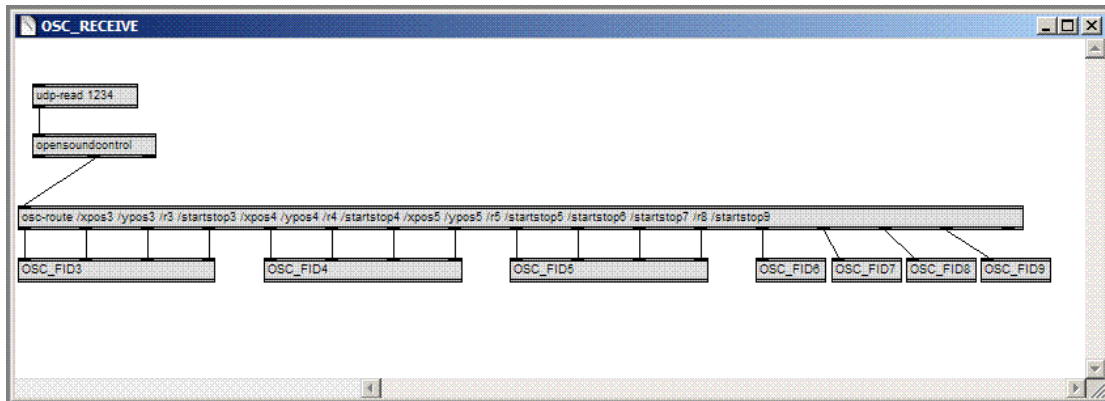 OSC_RECEIVE
udp-read 1234
opensoundcontrol
osc-route /xpos3 /ypos3 /r3 /startstop3 /xpos4 /ypos4 /r4 /startstop4 /xpos5 /ypos5 /r5 /startstop5 /startstop6 /startstop7 /r8 /startstop9
OSC_FID3 OSC_FID4 OSC_FID5 OSC_FID6 OSC_FID7 OSC_FID8 OSC_FID9